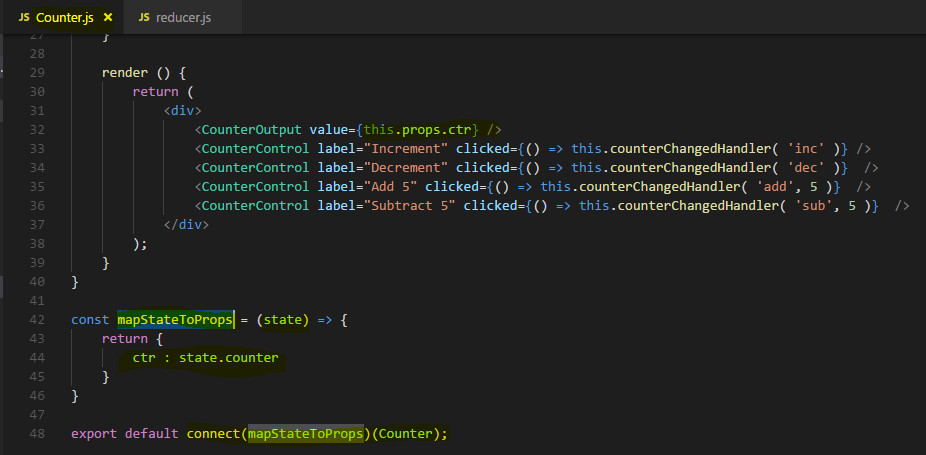 JS Counter.js × JS reducer.js
27 }
28
29 render () {
30 return (
31 <div>
32 <CounterOutput value={this.props.ctr} />
33 <CounterControl label="Increment" clicked={() => this.counterChangedHandler( 'inc' )} />
34 <CounterControl label="Decrement" clicked={() => this.counterChangedHandler( 'dec' )} />
35 <CounterControl label="Add 5" clicked={() => this.counterChangedHandler( 'add', 5 )} />
36 <CounterControl label="Subtract 5" clicked={() => this.counterChangedHandler( 'sub', 5 )} />
37 </div>
38 );
39 }
40 }
41
42 const mapStateToProps = (state) => {
43 return {
44 ctr : state.counter
45 }
46 }
47
48 export default connect(mapStateToProps)(Counter);